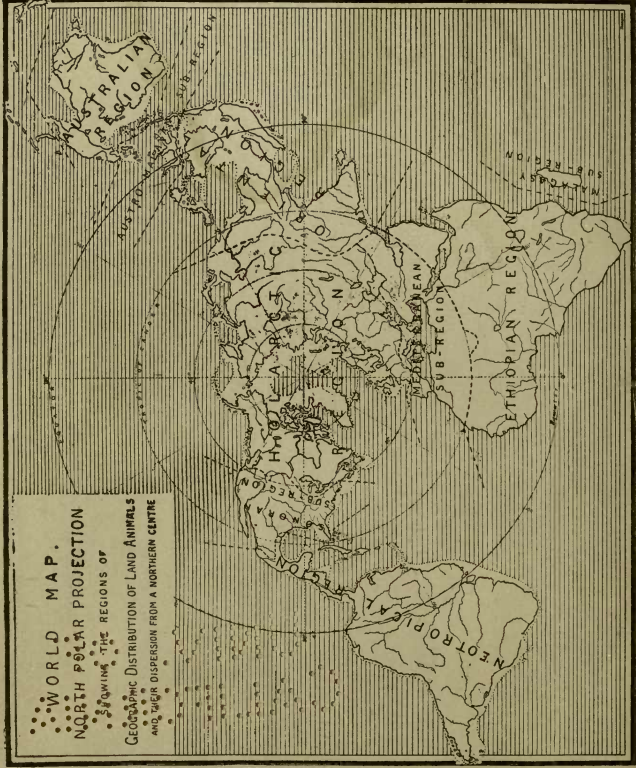 WORLD MAP.
NORTH POLAR PROJECTION
SHOWING THE REGIONS OF
GEOGRAPHIC DISTRIBUTION OF LAND ANIMALS
AND THEIR DISPERSION FROM A NORTHERN CENTRE
AUSTRALIAN
REGION
AUSTRO-MALAYAN SUB-REGION
HOLARCTIC
REGION
SONORAN
SUB REGION
MEDITERRANEAN
SUB-REGION
ETHIOPIAN REGION
MALAGASY
SUB-REGION
NEOTROPICAL REGION